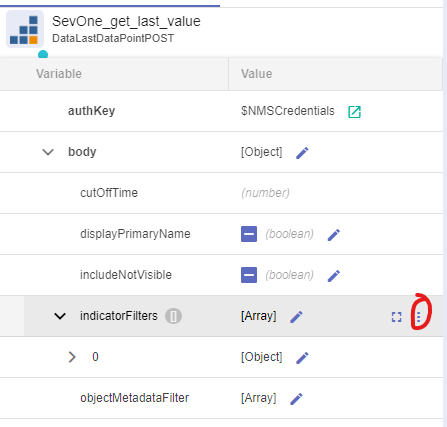 SevOne_get_last_value
DataLastDataPointPOST
Variable Value
authKey $NMSCredentials
body [Object]
cutOffTime (number)
displayPrimaryName (boolean)
includeNotVisible (boolean)
indicatorFilters [] [Array]
0 [Object]
objectMetadataFilter [Array]